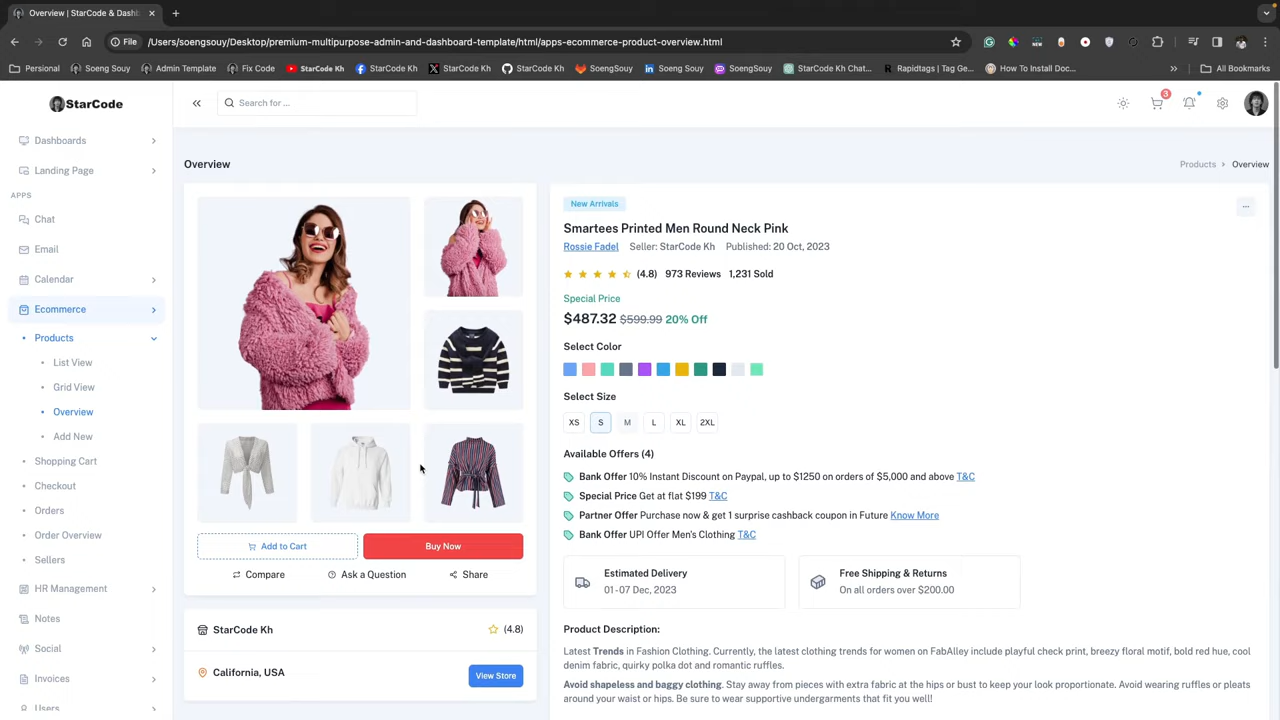 Overview | StarCode & Dashb
/Users/soengsouy/Desktop/premium-multipurpose-admin-and-dashboard-template/html/apps-ecommerce-product-overview.html
File
Personal
Soeng Souy
Admin Template
Fix Code
StarCode Kh
StarCode Kh
StarCode Kh
StarCode Kh
SoengSouy
Soeng Souy
SoengSouy
StarCode Kh Chat...
Rapidtags | Tag Ge...
How To Install Doc...
All Bookmarks
StarCode
Search for ...
3
Dashboards
Landing Page
APPS
Chat
Email
Calendar
Ecommerce
Products
List View
Grid View
Overview
Add New
Shopping Cart
Checkout
Orders
Order Overview
Sellers
HR Management
Notes
Social
Invoices
Users
Overview
Products
Overview
Add to Cart
Buy Now
Compare
Ask a Question
Share
StarCode Kh
(4.8)
California, USA
View Store
New Arrivals
...
Smartees Printed Men Round Neck Pink
Rossie Fadel Seller: StarCode Kh Published: 20 Oct, 2023
(4.8) 973 Reviews 1,231 Sold
Special Price
$487.32 $599.99 20% Off
Select Color
Select Size
XS S M L XL 2XL
Available Offers (4)
Bank Offer 10% Instant Discount on Paypal, up to $1250 on orders of $5,000 and above T&C
Special Price Get at flat $199 T&C
Partner Offer Purchase now & get 1 surprise cashback coupon in Future Know More
Bank Offer UPI Offer Men's Clothing T&C
Estimated Delivery
01 - 07 Dec, 2023
Free Shipping & Returns
On all orders over $200.00
Product Description:
Latest Trends in Fashion Clothing. Currently, the latest clothing trends for women on FabAlley include playful check print, breezy floral motif, bold red hue, cool
denim fabric, quirky polka dot and romantic ruffles.
Avoid shapeless and baggy clothing. Stay away from pieces with extra fabric at the hips or bust to keep your look proportionate. Avoid wearing ruffles or pleats
around your waist or hips. Be sure to wear supportive undergarments that fit you well!